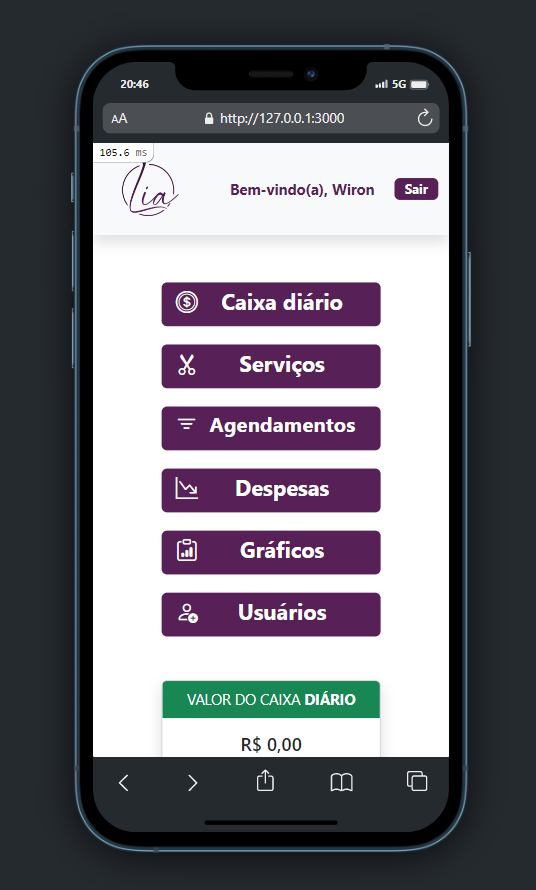 20:46
5G
AA
http://127.0.0.1:3000
105.6 ms
Lia
Bem-vindo(a), Wiron
Sair
Caixa diário
Serviços
Agendamentos
Despesas
Gráficos
Usuários
VALOR DO CAIXA DIÁRIO
R$ 0,00